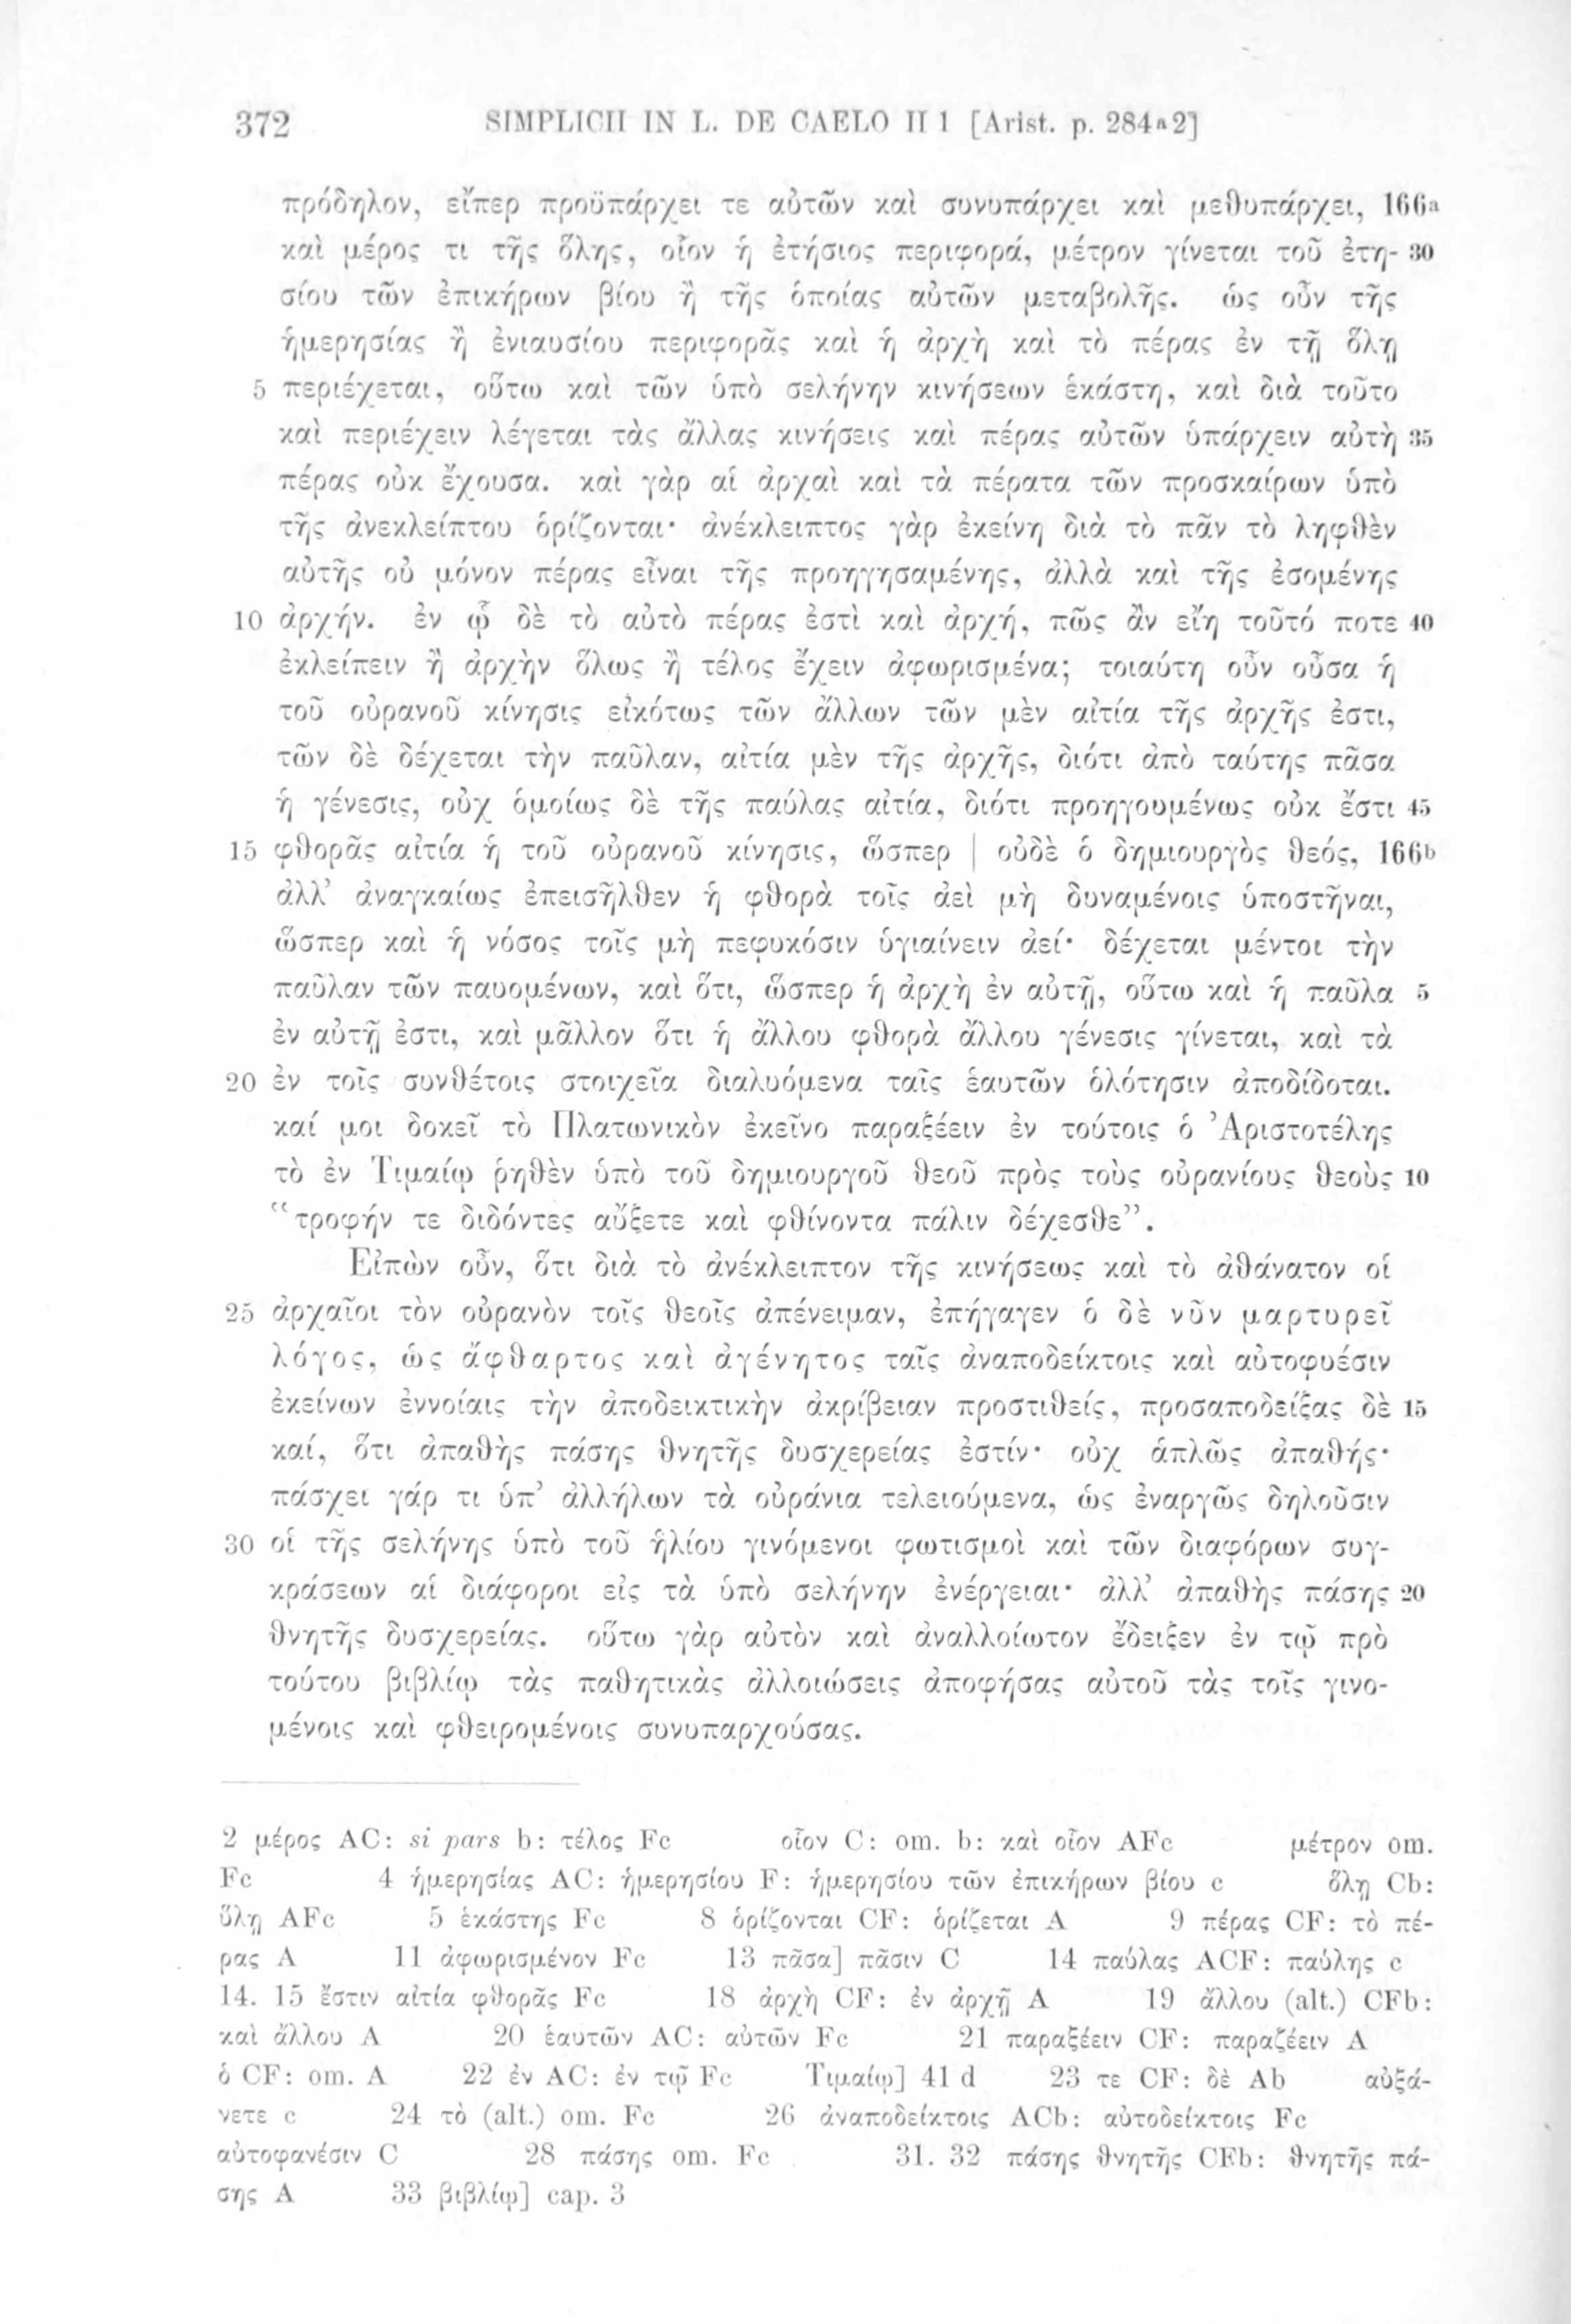 372 SIMPLICII IN L. DE CAELO II 1 [Arist. p. 284ᵃ2]
πρόδηλον, εἴπερ προϋπάρχει τε αὐτῶν καὶ συνυπάρχει καὶ μεθυπάρχει, 166ᵃ
καὶ μέρος τι τῆς ὅλης, οἷον ἡ ἐτήσιος περιφορά, μέτρον γίνεται τοῦ ἐτη- 30
σίου τῶν ἐπικήρων βίου ἢ τῆς ὁποίας αὐτῶν μεταβολῆς. ὡς οὖν τῆς
ἡμερησίας ἢ ἐνιαυσίου περιφορᾶς καὶ ἡ ἀρχὴ καὶ τὸ πέρας ἐν τῇ ὅλῃ
5 περιέχεται, οὕτω καὶ τῶν ὑπὸ σελήνην κινήσεων ἑκάστη, καὶ διὰ τοῦτο
καὶ περιέχειν λέγεται τὰς ἄλλας κινήσεις καὶ πέρας αὐτῶν ὑπάρχειν αὐτὴ 35
πέρας οὐκ ἔχουσα. καὶ γὰρ αἱ ἀρχαὶ καὶ τὰ πέρατα τῶν προσκαίρων ὑπὸ
τῆς ἀνεκλείπτου ὁρίζονται· ἀνέκλειπτος γὰρ ἐκείνη διὰ τὸ πᾶν τὸ ληφθὲν
αὐτῆς οὐ μόνον πέρας εἶναι τῆς προηγησαμένης, ἀλλὰ καὶ τῆς ἐσομένης
10 ἀρχήν. ἐν ᾧ δὲ τὸ αὐτὸ πέρας ἐστὶ καὶ ἀρχή, πῶς ἂν εἴη τοῦτό ποτε 40
ἐκλείπειν ἢ ἀρχὴν ὅλως ἢ τέλος ἔχειν ἀφωρισμένα; τοιαύτη οὖν οὖσα ἡ
τοῦ οὐρανοῦ κίνησις εἰκότως τῶν ἄλλων τῶν μὲν αἰτία τῆς ἀρχῆς ἐστι,
τῶν δὲ δέχεται τὴν παῦλαν, αἰτία μὲν τῆς ἀρχῆς, διότι ἀπὸ ταύτης πᾶσα
ἡ γένεσις, οὐχ ὁμοίως δὲ τῆς παύλας αἰτία, διότι προηγουμένως οὐκ ἔστι 45
15 φθορᾶς αἰτία ἡ τοῦ οὐρανοῦ κίνησις, ὥσπερ | οὐδὲ ὁ δημιουργὸς θεός, 166ᵇ
ἀλλ’ ἀναγκαίως ἐπεισῆλθεν ἡ φθορὰ τοῖς ἀεὶ μὴ δυναμένοις ὑποστῆναι,
ὥσπερ καὶ ἡ νόσος τοῖς μὴ πεφυκόσιν ὑγιαίνειν ἀεί· δέχεται μέντοι τὴν
παῦλαν τῶν παυομένων, καὶ ὅτι, ὥσπερ ἡ ἀρχὴ ἐν αὐτῇ, οὕτω καὶ ἡ παῦλα 5
ἐν αὐτῇ ἐστι, καὶ μᾶλλον ὅτι ἡ ἄλλου φθορὰ ἄλλου γένεσις γίνεται, καὶ τὰ
20 ἐν τοῖς συνθέτοις στοιχεῖα διαλυόμενα ταῖς ἑαυτῶν ὁλότησιν ἀποδίδοται.
καί μοι δοκεῖ τὸ Πλατωνικὸν ἐκεῖνο παραξέειν ἐν τούτοις ὁ Ἀριστοτέλης
τὸ ἐν Τιμαίῳ ῥηθὲν ὑπὸ τοῦ δημιουργοῦ θεοῦ πρὸς τοὺς οὐρανίους θεοὺς 10
“τροφήν τε διδόντες αὔξετε καὶ φθίνοντα πάλιν δέχεσθε”.
Εἰπὼν οὖν, ὅτι διὰ τὸ ἀνέκλειπτον τῆς κινήσεως καὶ τὸ ἀθάνατον οἱ
25 ἀρχαῖοι τὸν οὐρανὸν τοῖς θεοῖς ἀπένειμαν, ἐπήγαγεν ὁ δὲ νῦν μαρτυρεῖ
λόγος, ὡς ἄφθαρτος καὶ ἀγένητος ταῖς ἀναποδείκτοις καὶ αὐτοφυέσιν
ἐκείνων ἐννοίαις τὴν ἀποδεικτικὴν ἀκρίβειαν προστιθείς, προσαποδείξας δὲ 15
καί, ὅτι ἀπαθὴς πάσης θνητῆς δυσχερείας ἐστίν· οὐχ ἁπλῶς ἀπαθής·
πάσχει γάρ τι ὑπ’ ἀλλήλων τὰ οὐράνια τελειούμενα, ὡς ἐναργῶς δηλοῦσιν
30 οἱ τῆς σελήνης ὑπὸ τοῦ ἡλίου γινόμενοι φωτισμοὶ καὶ τῶν διαφόρων συγ-
κράσεων αἱ διάφοροι εἰς τὰ ὑπὸ σελήνην ἐνέργειαι· ἀλλ’ ἀπαθὴς πάσης 20
θνητῆς δυσχερείας. οὕτω γὰρ αὐτὸν καὶ ἀναλλοίωτον ἔδειξεν ἐν τῷ πρὸ
τούτου βιβλίῳ τὰς παθητικὰς ἀλλοιώσεις ἀποφήσας αὐτοῦ τὰς τοῖς γινο-
μένοις καὶ φθειρομένοις συνυπαρχούσας.
2 μέρος AC: si pars b: τέλος Fc οἷον C: om. b: καὶ οἷον AFc μέτρον om.
Fc 4 ἡμερησίας AC: ἡμερησίου F: ἡμερησίου τῶν ἐπικήρων βίου c ὅλῃ Cb:
ὕλῃ AFc 5 ἑκάστης Fc 8 ὁρίζονται CF: ὁρίζεται A 9 πέρας CF: τὸ πέ-
ρας A 11 ἀφωρισμένον Fc 13 πᾶσα] πᾶσιν C 14 παύλας ACF: παύλης c
14. 15 ἔστιν αἰτία φθορᾶς Fc 18 ἀρχὴ CF: ἐν ἀρχῇ A 19 ἄλλου (alt.) CFb:
καὶ ἄλλου A 20 ἑαυτῶν AC: αὐτῶν Fc 21 παραξέειν CF: παραζέειν A
ὁ CF: om. A 22 ἐν AC: ἐν τῷ Fc Τιμαίῳ] 41 d 23 τε CF: δὲ Ab αὐξά-
νετε c 24 τὸ (alt.) om. Fc 26 ἀναποδείκτοις ACb: αὐτοδείκτοις Fc
αὐτοφανέσιν C 28 πάσης om. Fc 31. 32 πάσης θνητῆς CFb: θνητῆς πά-
σης A 33 βιβλίῳ] cap. 3